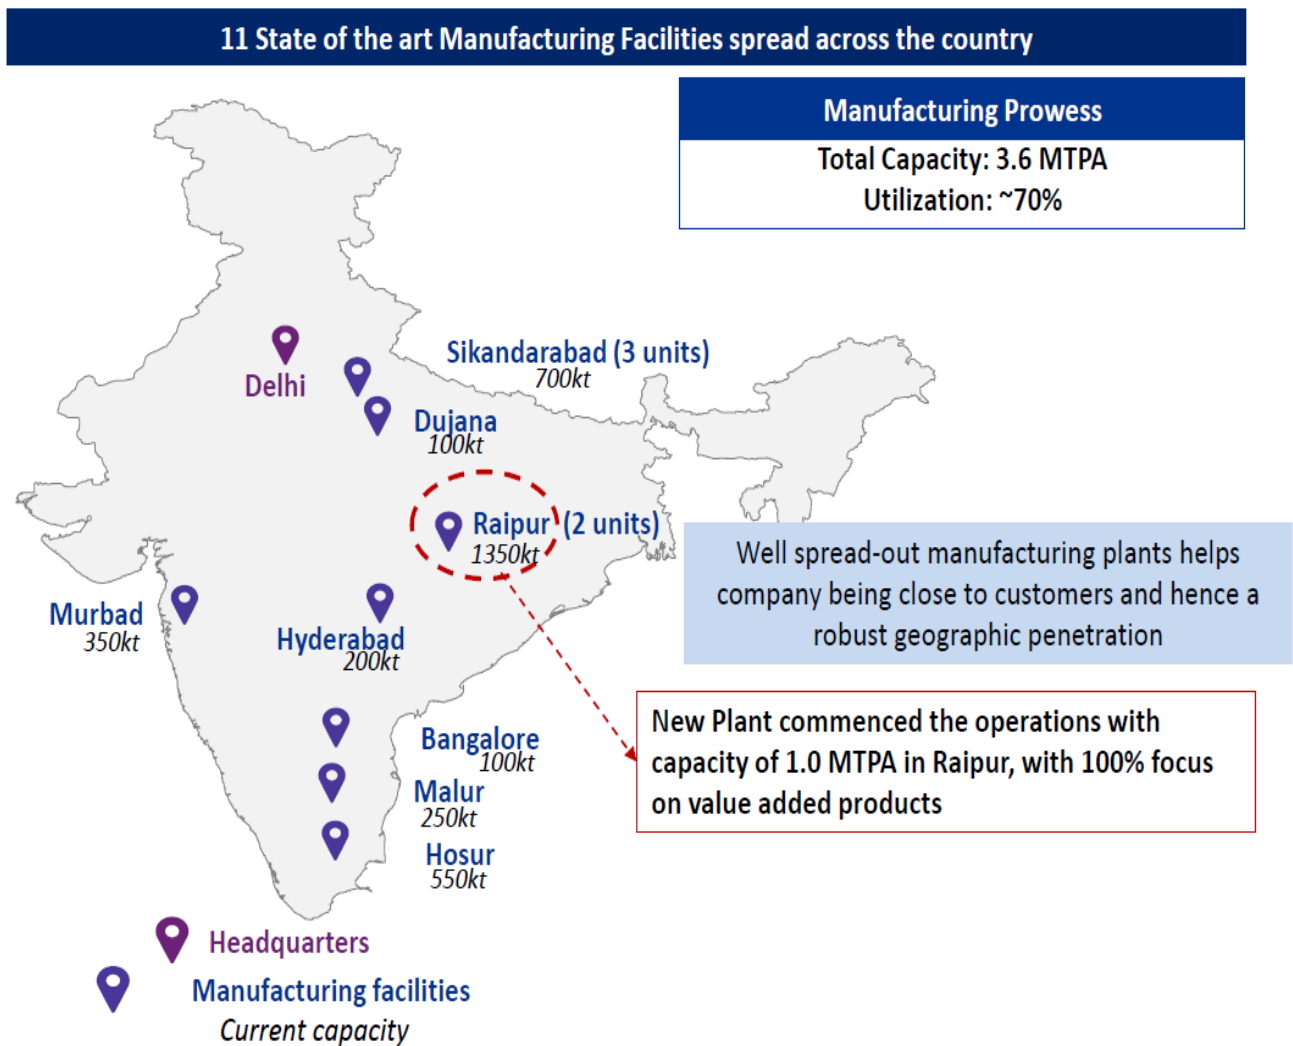 11 State of the art Manufacturing Facilities spread across the country
Manufacturing Prowess
Total Capacity: 3.6 MTPA
Utilization: ~70%
Delhi
Sikandarabad (3 units)
700kt
Dujana
100kt
Raipur (2 units)
1350kt
Murbad
350kt
Hyderabad
200kt
Bangalore
100kt
Malur
250kt
Hosur
550kt
Well spread-out manufacturing plants helps
company being close to customers and hence a
robust geographic penetration
New Plant commenced the operations with
capacity of 1.0 MTPA in Raipur, with 100% focus
on value added products
Headquarters
Manufacturing facilities
Current capacity